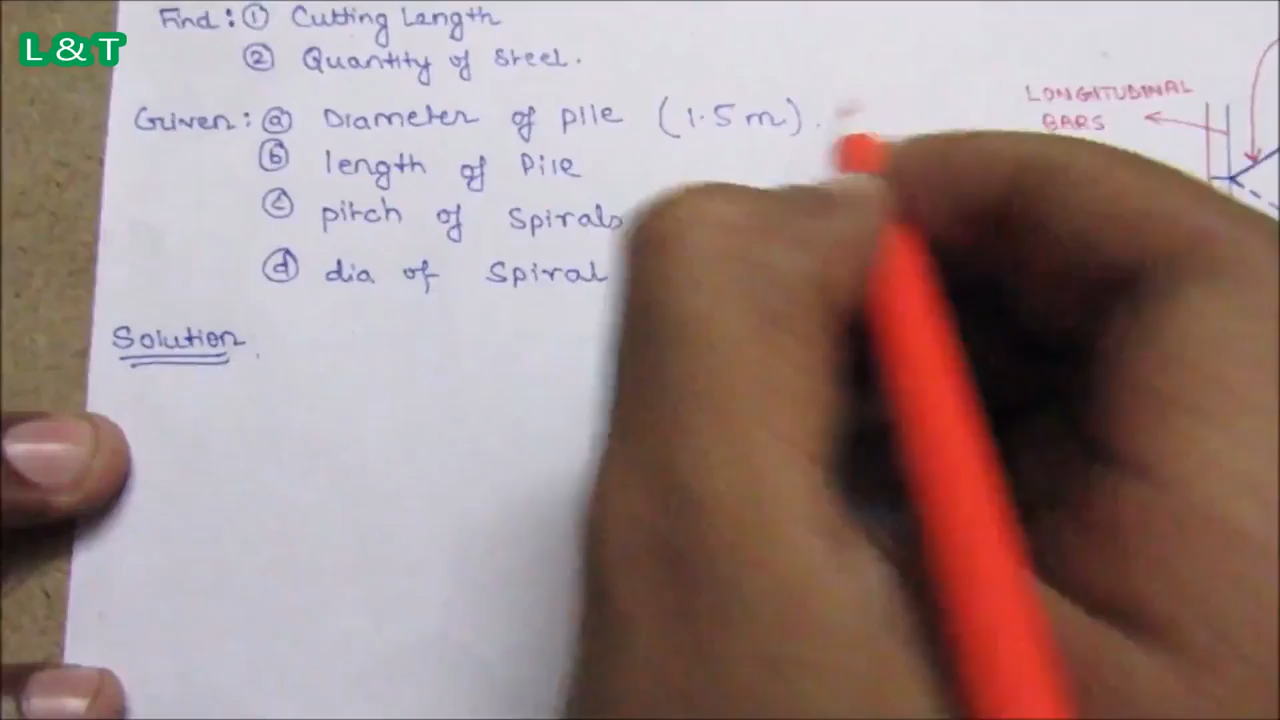 Find : ① Cutting Length
L & T
② Quantity of Steel.
Given : ⓐ Diameter of pile (1.5 m).
ⓑ length of Pile
ⓒ pitch of Spirals
ⓓ dia of Spiral
Solution
LONGITUDINAL
BARS